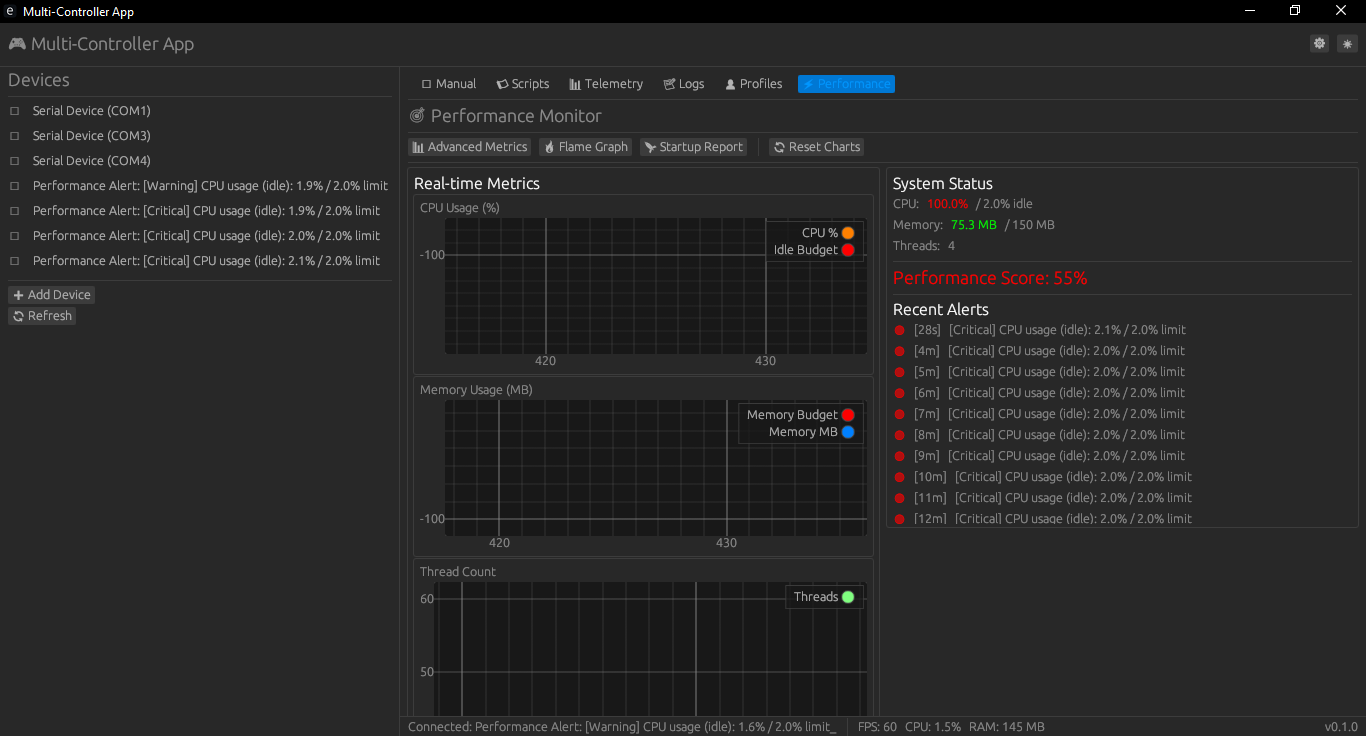 Multi-Controller App
Multi-Controller App
Devices
Serial Device (COM1)
Serial Device (COM3)
Serial Device (COM4)
Performance Alert: [Warning] CPU usage (idle): 1.9% / 2.0% limit
Performance Alert: [Critical] CPU usage (idle): 1.9% / 2.0% limit
Performance Alert: [Critical] CPU usage (idle): 2.0% / 2.0% limit
Performance Alert: [Critical] CPU usage (idle): 2.1% / 2.0% limit
Add Device
Refresh
Manual Scripts Telemetry Logs Profiles Performance
Performance Monitor
Advanced Metrics Flame Graph Startup Report Reset Charts
Real-time Metrics
CPU Usage (%)
CPU %
Idle Budget
-100
420 430
Memory Usage (MB)
Memory Budget
Memory MB
-100
420 430
Thread Count
Threads
60
50
System Status
CPU: 100.0% / 2.0% idle
Memory: 75.3 MB / 150 MB
Threads: 4
Performance Score: 55%
Recent Alerts
[28s] [Critical] CPU usage (idle): 2.1% / 2.0% limit
[4m] [Critical] CPU usage (idle): 2.0% / 2.0% limit
[5m] [Critical] CPU usage (idle): 2.0% / 2.0% limit
[6m] [Critical] CPU usage (idle): 2.0% / 2.0% limit
[7m] [Critical] CPU usage (idle): 2.0% / 2.0% limit
[8m] [Critical] CPU usage (idle): 2.0% / 2.0% limit
[9m] [Critical] CPU usage (idle): 2.0% / 2.0% limit
[10m] [Critical] CPU usage (idle): 2.0% / 2.0% limit
[11m] [Critical] CPU usage (idle): 2.0% / 2.0% limit
[12m] [Critical] CPU usage (idle): 2.0% / 2.0% limit
Connected: Performance Alert: [Warning] CPU usage (idle): 1.6% / 2.0% limit_ FPS: 60 CPU: 1.5% RAM: 145 MB v0.1.0